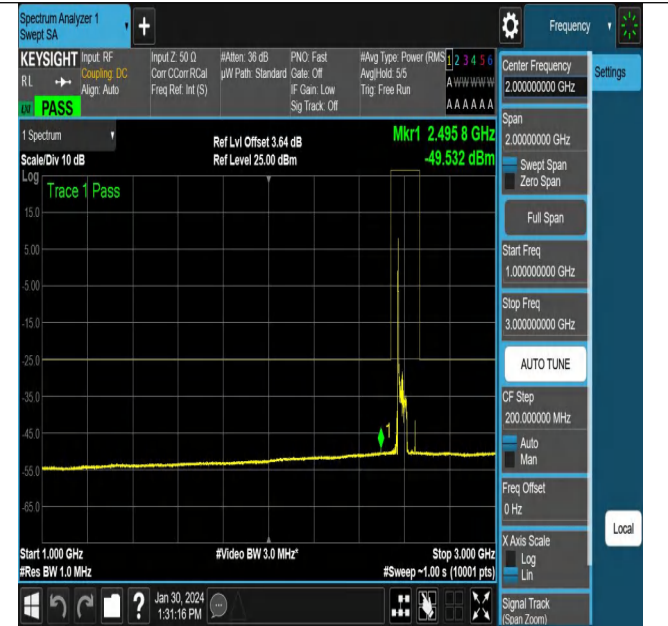 Spectrum Analyzer 1
Swept SA
+
Frequency
KEYSIGHT
RL
LXI PASS
Input: RF
Coupling: DC
Align: Auto
Input Z: 50 Ω
Corr CCorr RCal
Freq Ref: Int (S)
#Atten: 36 dB
µW Path: Standard
PNO: Fast
Gate: Off
IF Gain: Low
Sig Track: Off
#Avg Type: Power (RMS
Avg|Hold: 5/5
Trig: Free Run
1 2 3 4 5 6
A W W W W W
A A A A A A
1 Spectrum
Scale/Div 10 dB
Ref Lvl Offset 3.64 dB
Ref Level 25.00 dBm
Mkr1 2.495 8 GHz
-49.532 dBm
Log
Trace 1 Pass
15.0
5.00
-5.00
-15.0
-25.0
-35.0
-45.0
-55.0
-65.0
1
Start 1.000 GHz
#Res BW 1.0 MHz
#Video BW 3.0 MHz*
Stop 3.000 GHz
#Sweep ~1.00 s (10001 pts)
Center Frequency
2.000000000 GHz
Settings
Span
2.00000000 GHz
Swept Span
Zero Span
Full Span
Start Freq
1.000000000 GHz
Stop Freq
3.000000000 GHz
AUTO TUNE
CF Step
200.000000 MHz
Auto
Man
Freq Offset
0 Hz
X Axis Scale
Log
Lin
Local
Signal Track
(Span Zoom)
?
Jan 30, 2024
1:31:16 PM